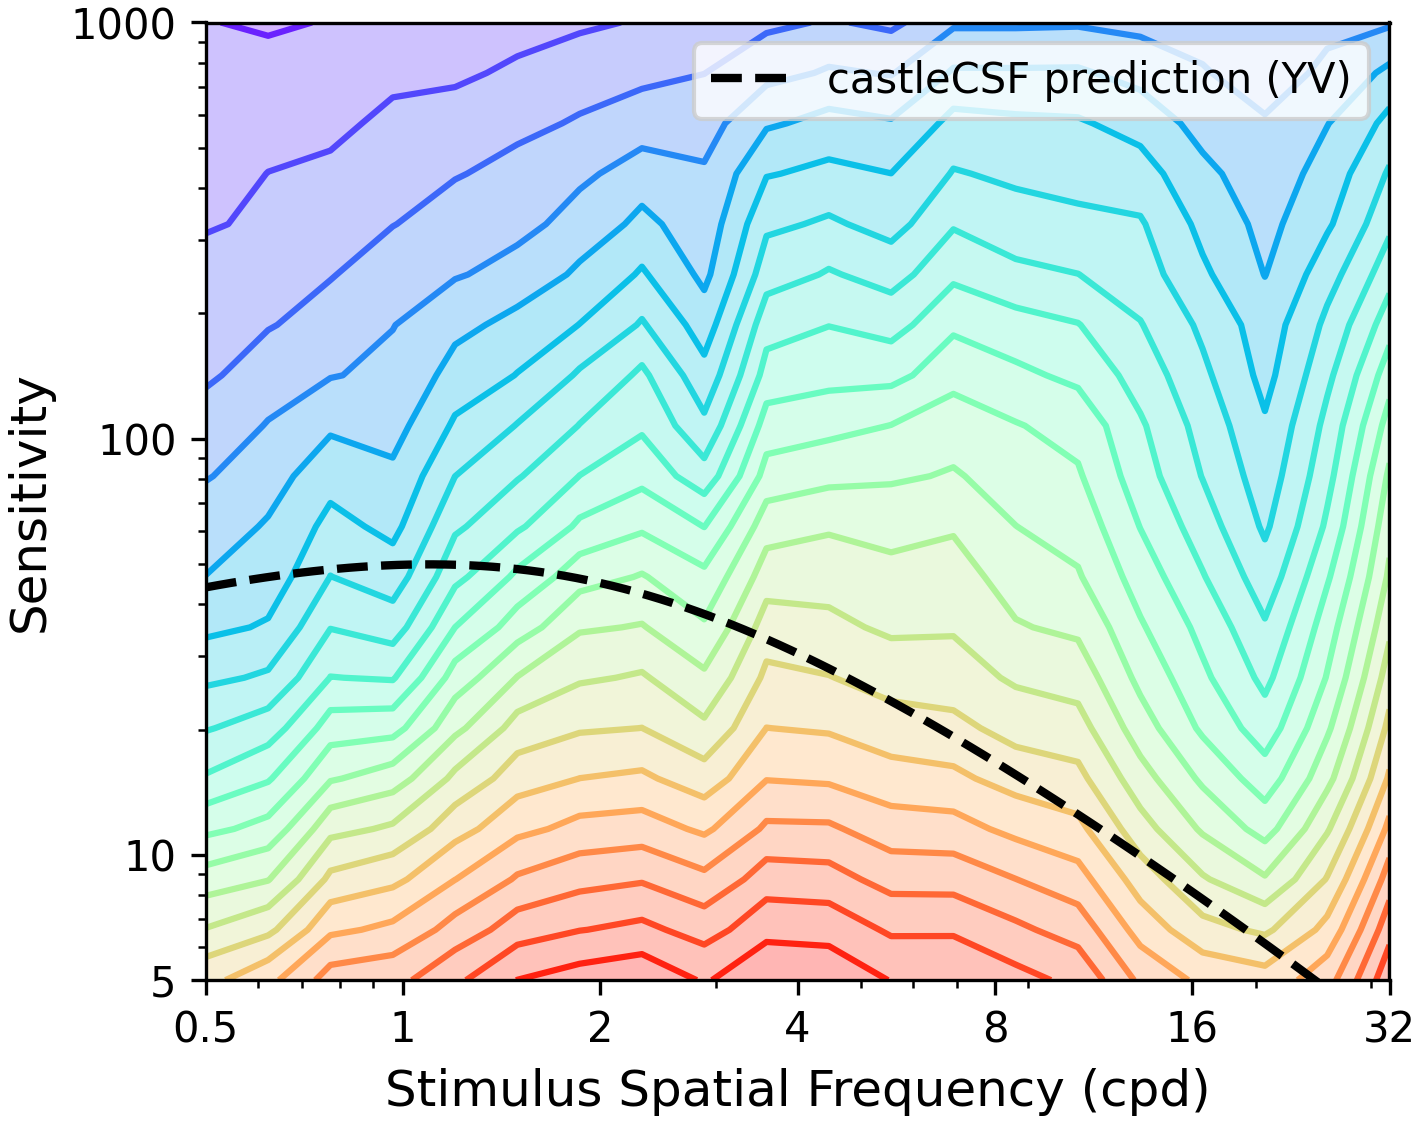 1000
castleCSF prediction (YV)
Sensitivity
100
10
5
0.5 1 2 4 8 16 32
Stimulus Spatial Frequency (cpd)